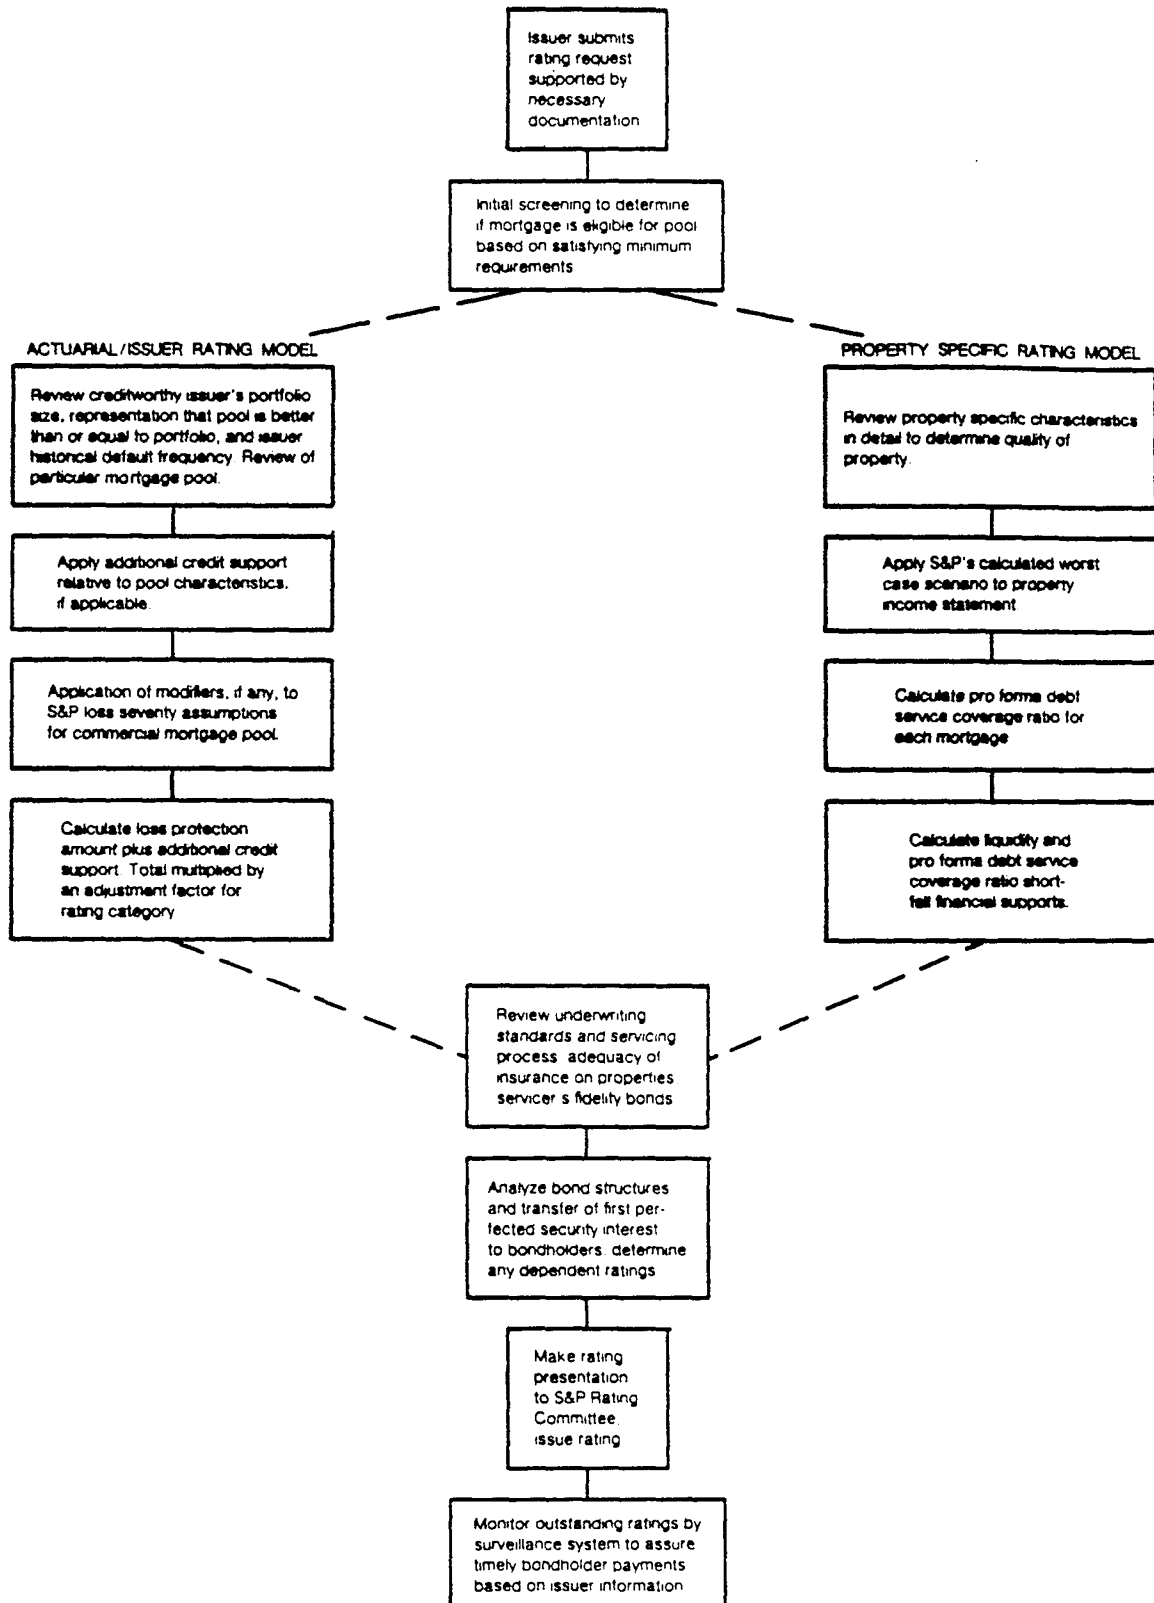 Issuer submits
rating request
supported by
necessary
documentation
Initial screening to determine
if mortgage is eligible for pool
based on satisfying minimum
requirements
ACTUARIAL/ISSUER RATING MODEL
Review creditworthy issuer's portfolio
size, representation that pool is better
than or equal to portfolio, and issuer
historical default frequency. Review of
particular mortgage pool.
Apply additional credit support
relative to pool characteristics,
if applicable.
Application of modifiers, if any, to
S&P loss severity assumptions
for commercial mortgage pool.
Calculate loss protection
amount plus additional credit
support. Total multiplied by
an adjustment factor for
rating category
PROPERTY SPECIFIC RATING MODEL
Review property specific characteristics
in detail to determine quality of
property.
Apply S&P's calculated worst
case scenario to property
income statement
Calculate pro forma debt
service coverage ratio for
each mortgage
Calculate liquidity and
pro forma debt service
coverage ratio short-
fall financial supports.
Review underwriting
standards and servicing
process adequacy of
insurance on properties
servicer s fidelity bonds
Analyze bond structures
and transfer of first per-
fected security interest
to bondholders. determine
any dependent ratings
Make rating
presentation
to S&P Rating
Committee,
issue rating
Monitor outstanding ratings by
surveillance system to assure
timely bondholder payments
based on issuer information